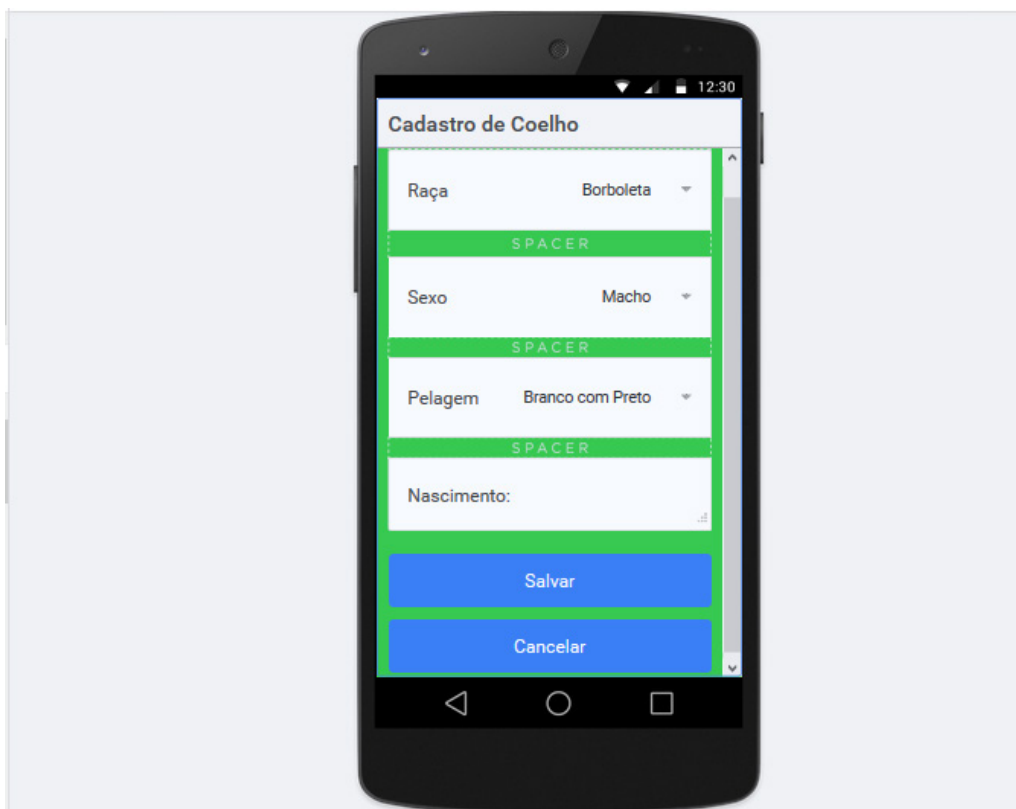 12:30
Cadastro de Coelho
Raça Borboleta
SPACER
Sexo Macho
SPACER
Pelagem Branco com Preto
SPACER
Nascimento:
Salvar
Cancelar